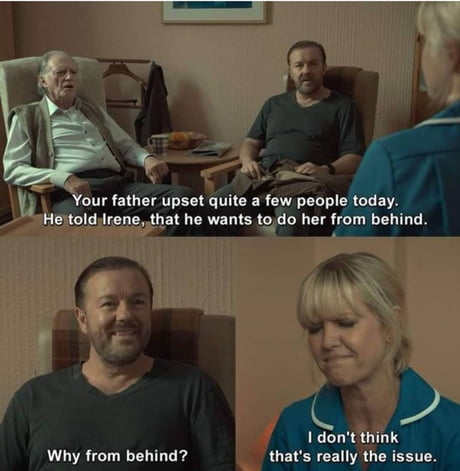 Your father upset quite a few people today.
He told Irene, that he wants to do her from behind.
Why from behind?
I don't think
that's really the issue.